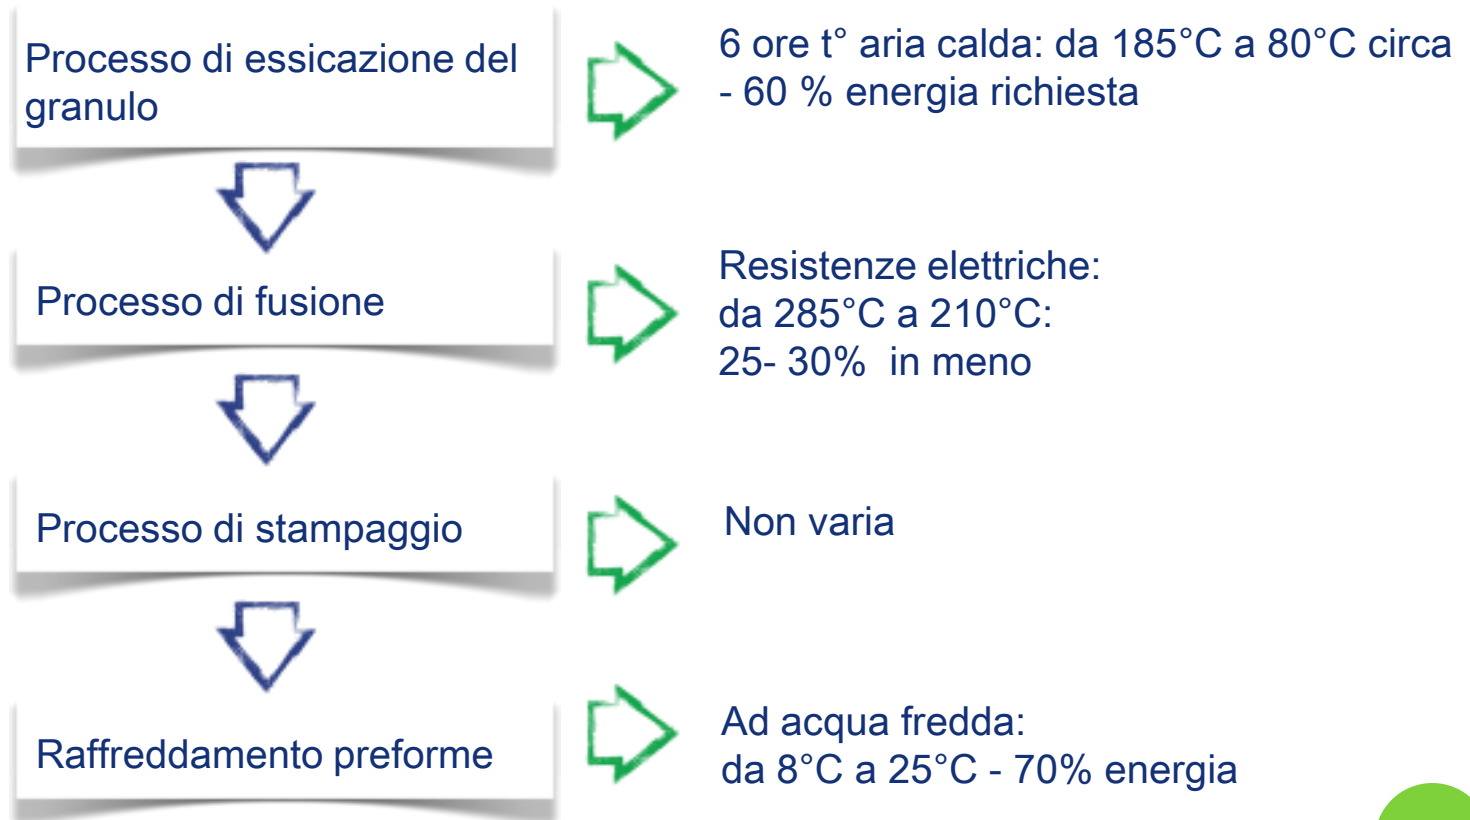 Processo di essicazione del
granulo
6 ore t° aria calda: da 185°C a 80°C circa
- 60 % energia richiesta
Processo di fusione
Resistenze elettriche:
da 285°C a 210°C:
25- 30% in meno
Processo di stampaggio
Non varia
Raffreddamento preforme
Ad acqua fredda:
da 8°C a 25°C - 70% energia